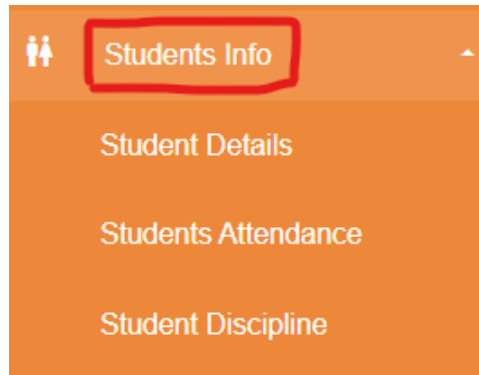 Students Info
Student Details
Students Attendance
Student Discipline